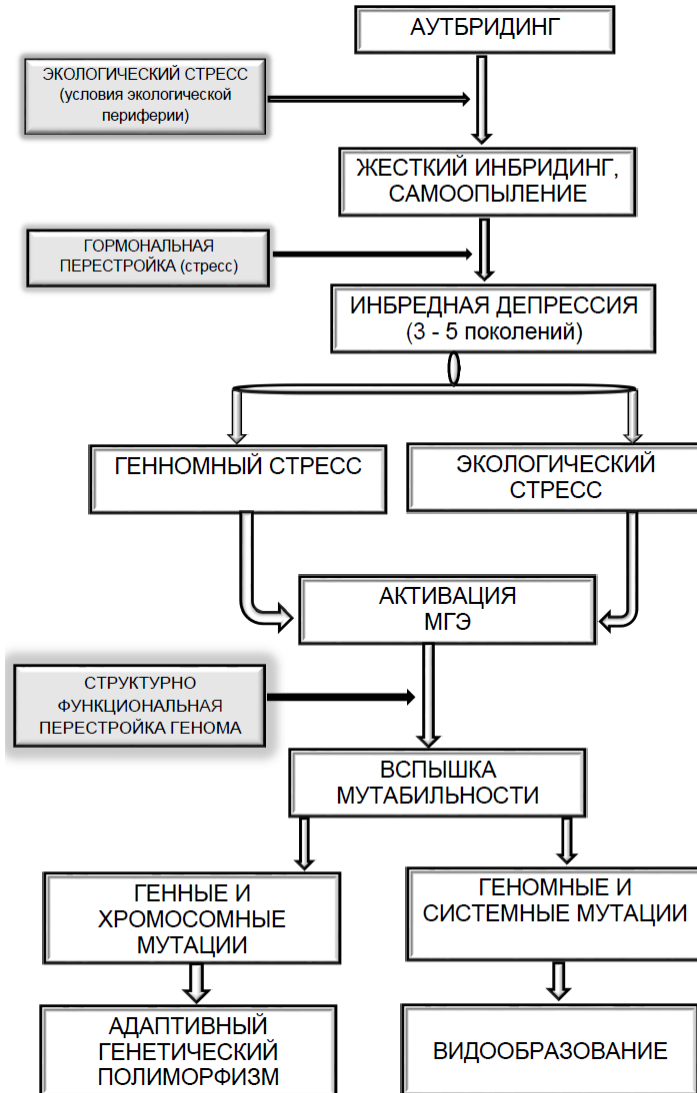 АУТБРИДИНГ
ЭКОЛОГИЧЕСКИЙ СТРЕСС
(условия экологической
периферии)
ЖЕСТКИЙ ИНБРИДИНГ,
САМООПЫЛЕНИЕ
ГОРМОНАЛЬНАЯ
ПЕРЕСТРОЙКА (стресс)
ИНБРЕДНАЯ ДЕПРЕССИЯ
(3 - 5 поколений)
ГЕННОМНЫЙ СТРЕСС
ЭКОЛОГИЧЕСКИЙ
СТРЕСС
АКТИВАЦИЯ
МГЭ
СТРУКТУРНО
ФУНКЦИОНАЛЬНАЯ
ПЕРЕСТРОЙКА ГЕНОМА
ВСПЫШКА
МУТАБИЛЬНОСТИ
ГЕННЫЕ И
ХРОМОСОМНЫЕ
МУТАЦИИ
ГЕНОМНЫЕ И
СИСТЕМНЫЕ МУТАЦИИ
АДАПТИВНЫЙ
ГЕНЕТИЧЕСКИЙ
ПОЛИМОРФИЗМ
ВИДООБРАЗОВАНИЕ